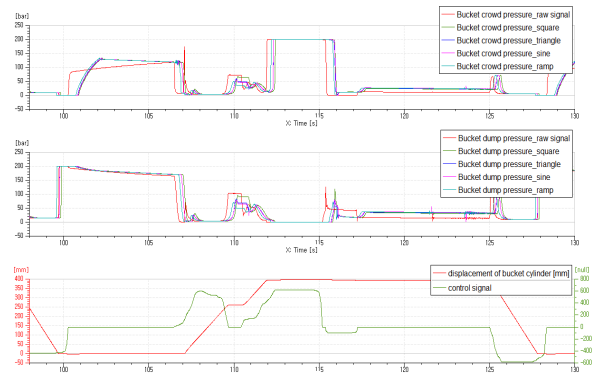 [bar]
250
200
150
100
50
0
-50
Bucket crowd pressure_raw signal
Bucket crowd pressure_square
Bucket crowd pressure_triangle
Bucket crowd pressure_sine
Bucket crowd pressure_ramp
100 105 110 115 120 125 130
X: Time [s]
[bar]
250
200
150
100
50
0
-50
Bucket dump pressure_raw signal
Bucket dump pressure_square
Bucket dump pressure_triangle
Bucket dump pressure_sine
Bucket dump pressure_ramp
100 105 110 115 120 125 130
X: Time [s]
[mm] [null]
400 800
350 600
300 400
250
200 200
150 0
100 -200
50 -400
0
-50 -600
displacement of bucket cylinder [mm]
control signal
100 105 110 115 120 125 130